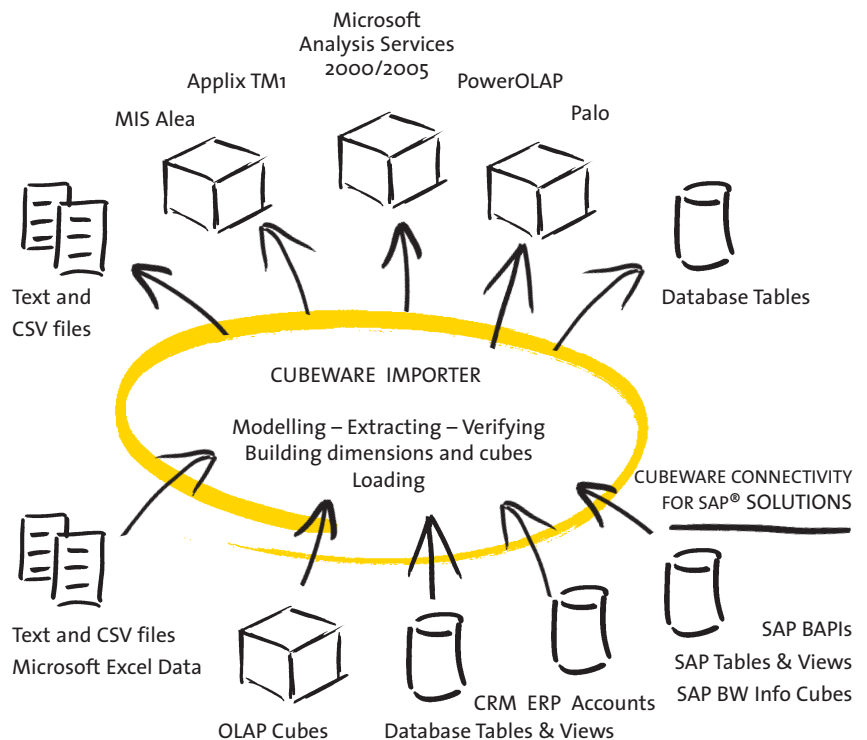 Microsoft
Analysis Services
2000/2005
Applix TM1
PowerOLAP
MIS Alea
Palo
Text and
CSV files
Database Tables
CUBEWARE IMPORTER
Modelling – Extracting – Verifying
Building dimensions and cubes
Loading
CUBEWARE CONNECTIVITY
FOR SAP® SOLUTIONS
Text and CSV files
Microsoft Excel Data
OLAP Cubes
CRM ERP Accounts
Database Tables & Views
SAP BAPIs
SAP Tables & Views
SAP BW Info Cubes